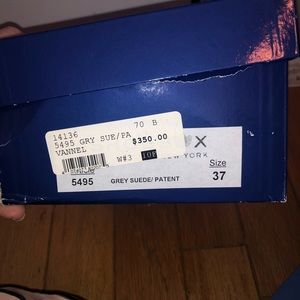 14136 70 B
5495 GRY SUE/PA $350.00
VANNEL
W#3
X
NEW YORK
Size
5495 GREY SUEDE/ PATENT 37